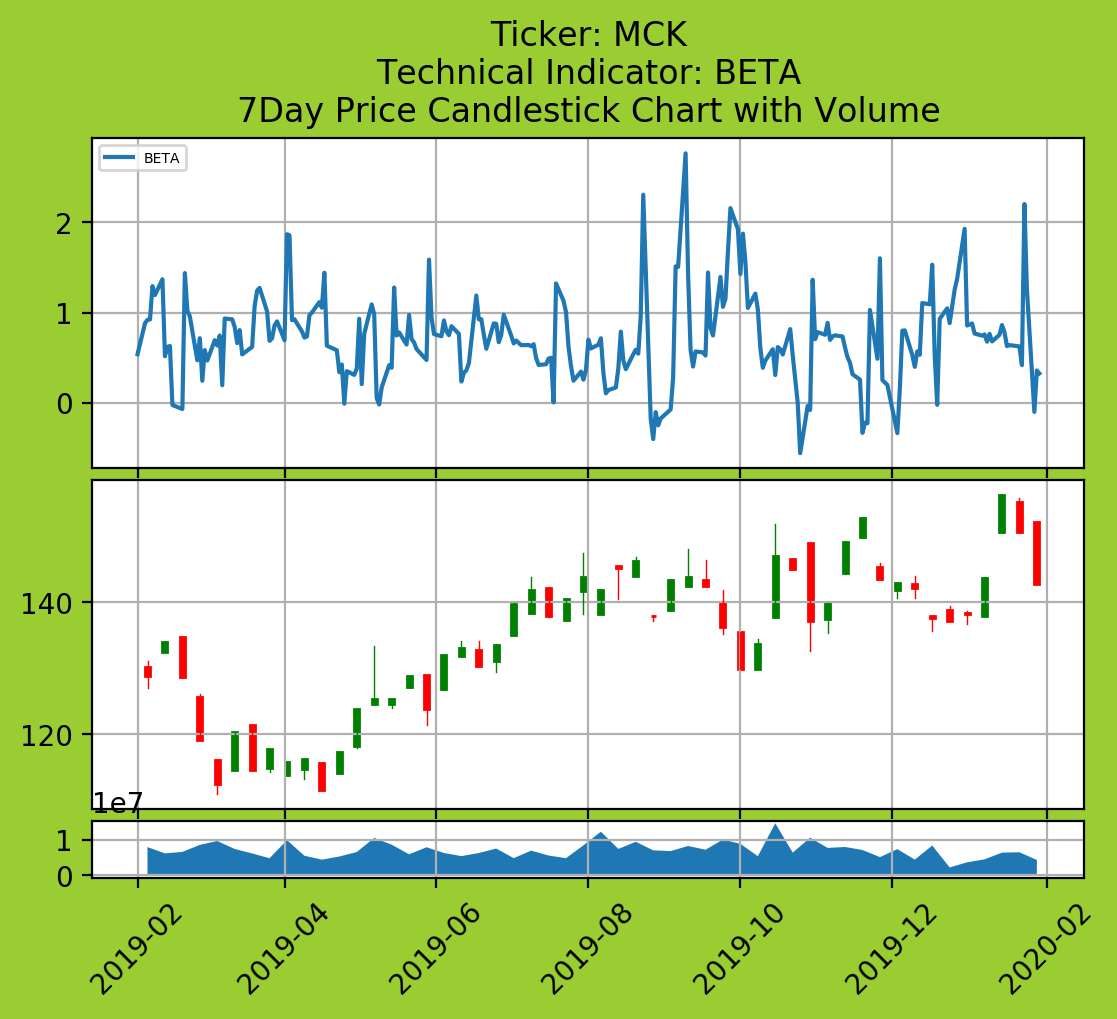 Ticker: MCK
Technical Indicator: BETA
7Day Price Candlestick Chart with Volume
BETA
2
1
0
140
120
1e7
1
0
2019-02
2019-04
2019-06
2019-08
2019-10
2019-12
2020-02